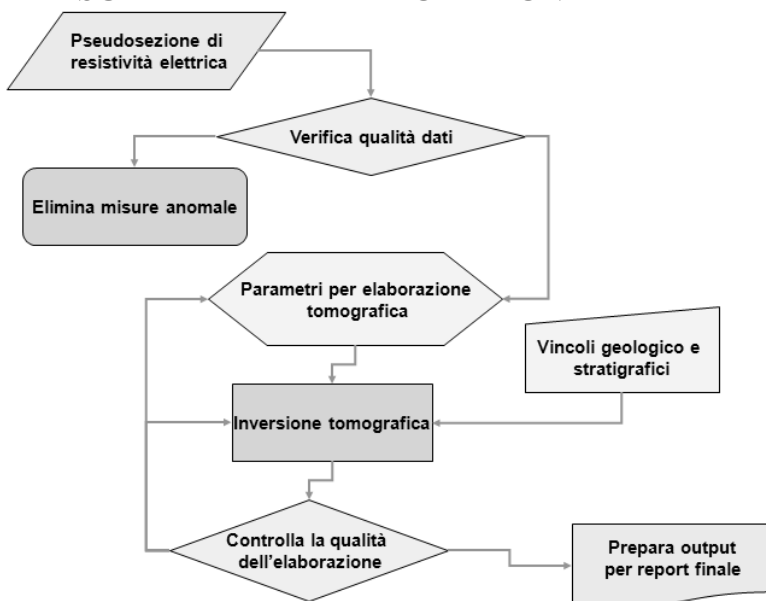 Pseudosezione di
resistività elettrica
Verifica qualità dati
Elimina misure anomale
Parametri per elaborazione
tomografica
Vincoli geologico e
stratigrafici
Inversione tomografica
Controlla la qualità
dell'elaborazione
Prepara output
per report finale